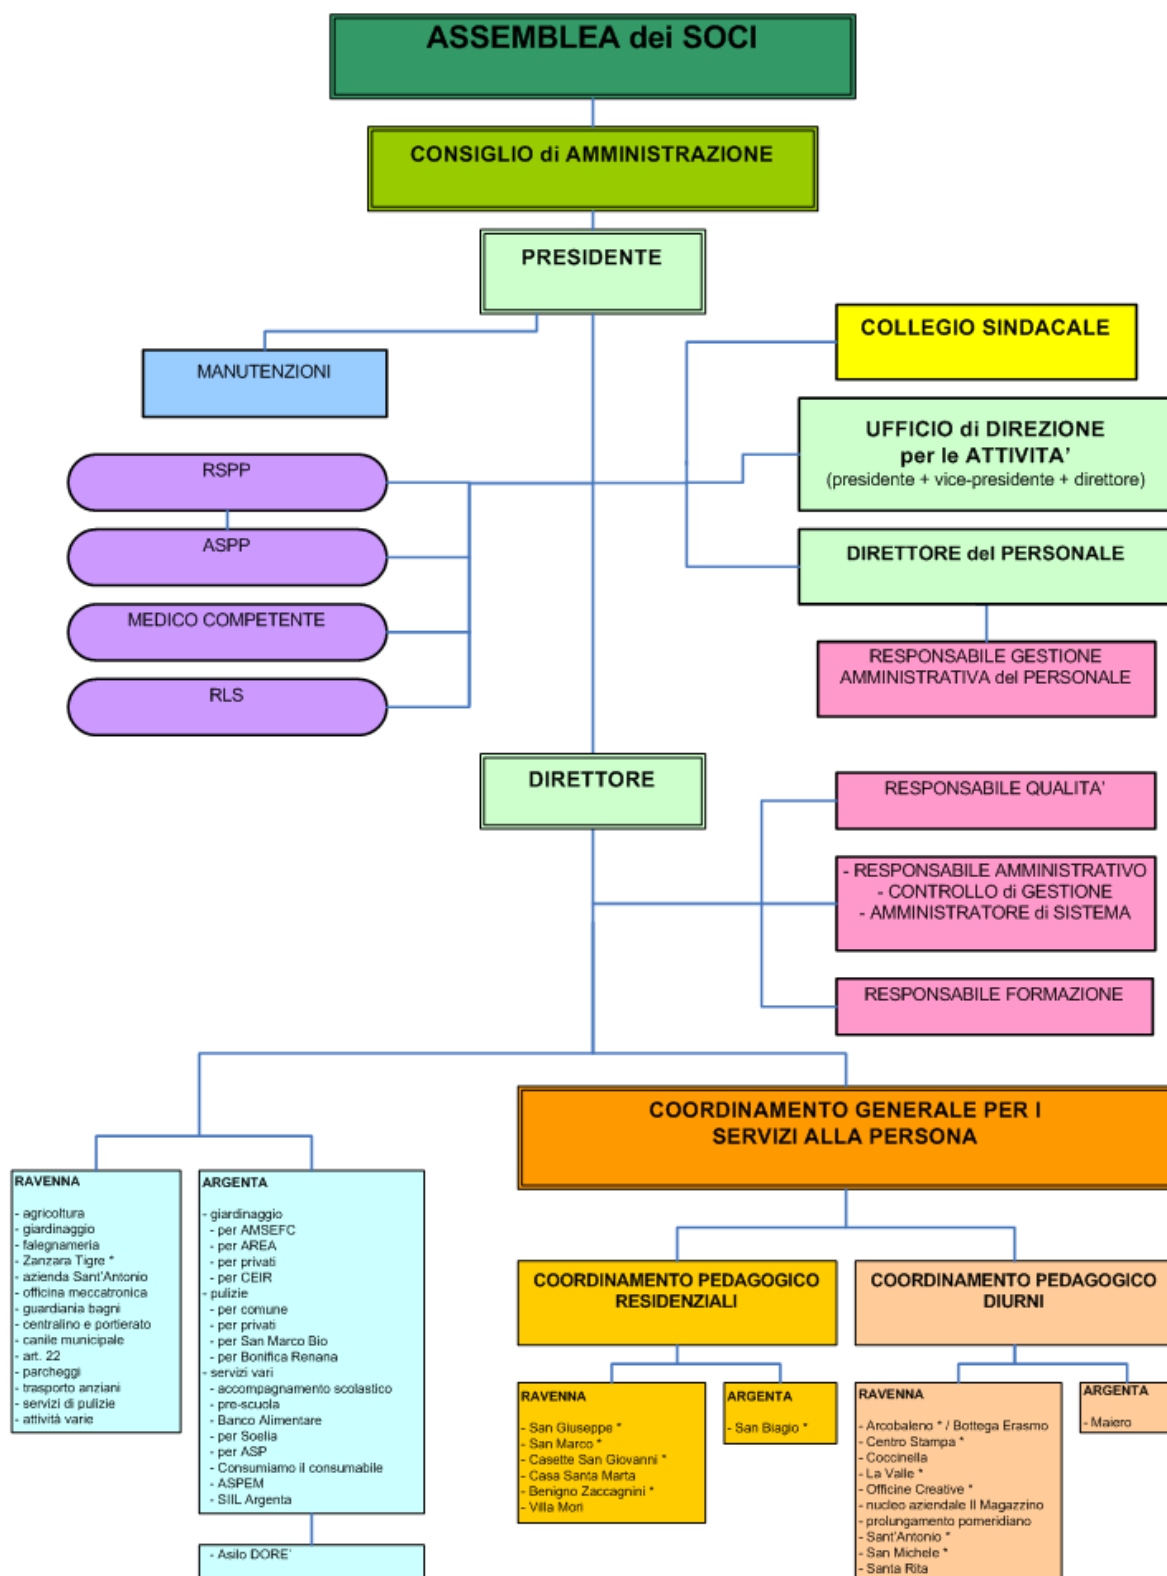 ASSEMBLEA dei SOCI
CONSIGLIO di AMMINISTRAZIONE
PRESIDENTE
COLLEGIO SINDACALE
MANUTENZIONI
UFFICIO di DIREZIONE
per le ATTIVITA'
(presidente + vice-presidente + direttore)
RSPP
ASPP
DIRETTORE del PERSONALE
MEDICO COMPETENTE
RESPONSABILE GESTIONE
AMMINISTRATIVA del PERSONALE
RLS
DIRETTORE
RESPONSABILE QUALITA'
- RESPONSABILE AMMINISTRATIVO
- CONTROLLO di GESTIONE
- AMMINISTRATORE di SISTEMA
RESPONSABILE FORMAZIONE
COORDINAMENTO GENERALE PER I
SERVIZI ALLA PERSONA
RAVENNA
- agricoltura
- giardinaggio
- falegnameria
- Zanzara Tigre *
- azienda Sant'Antonio
- officina meccatronica
- guardiania bagni
- centralino e portierato
- canile municipale
- art. 22
- parcheggi
- trasporto anziani
- servizi di pulizie
- attività varie
ARGENTA
- giardinaggio
- per AMSEFC
- per AREA
- per privati
- per CEIR
- pulizie
- per comune
- per privati
- per San Marco Bio
- per Bonifica Renana
- servizi vari
- accompagnamento scolastico
- pre-scuola
- Banco Alimentare
- per Soelia
- per ASP
- Consumiamo il consumabile
- ASPEM
- SIIL Argenta
- Asilo DORE'
COORDINAMENTO PEDAGOGICO
RESIDENZIALI
COORDINAMENTO PEDAGOGICO
DIURNI
RAVENNA
- San Giuseppe *
- San Marco *
- Casette San Giovanni *
- Casa Santa Marta
- Benigno Zaccagnini *
- Villa Mori
ARGENTA
- San Biagio *
RAVENNA
- Arcobaleno * / Bottega Erasmo
- Centro Stampa *
- Coccinella
- La Valle *
- Officine Creative *
- nucleo aziendale Il Magazzino
- prolungamento pomeridiano
- Sant'Antonio *
- San Michele *
- Santa Rita
ARGENTA
- Maiero